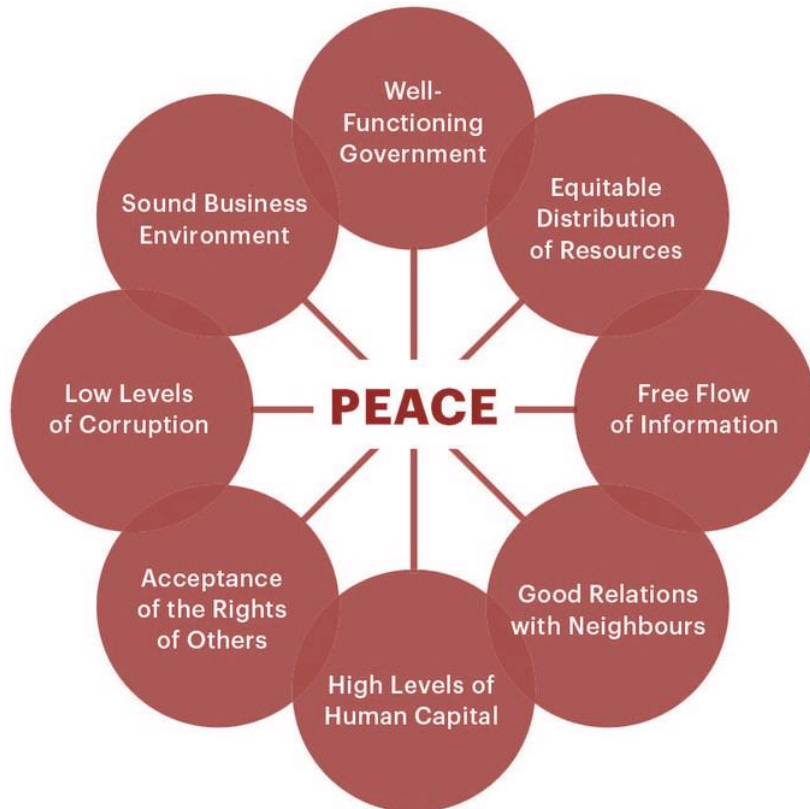 Well-
Functioning
Government
Equitable
Distribution
of Resources
Free Flow
of Information
Good Relations
with Neighbours
High Levels of
Human Capital
Acceptance
of the Rights
of Others
Low Levels
of Corruption
Sound Business
Environment
PEACE